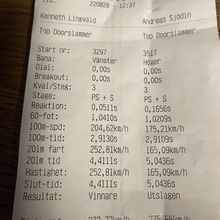 220828 - 12:37
Kenneth Lingvald Andreas Sjödin
Top Doorslammer Top Doorslammer
Start nr: 3297 3517
Bana: Vänster Höger
Dial: 0,00s 0,00s
Breakout: 0,00s 0,00s
Kval/Steg: 3 3
Stage: PS + S PS + S
Reaktion: 0,0511s 0,1656s
60-fot: 1,0410s 1,0209s
100m-spd: 204,62km/h 175,21km/h
100m-tid: 2,9130s 2,9109s
201m fart 252,81km/h 165,09km/h
201m tid 4,4111s 5,0436s
Hastighet: 252,81km/h 165,09km/h
Slut-tid: 4,4111s 5,0436s
Resultat: Vinnare Utslagen